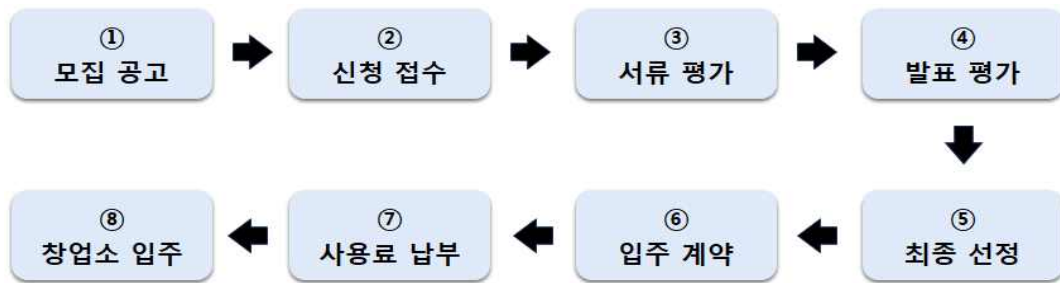 ①
모집 공고
②
신청 접수
③
서류 평가
④
발표 평가
⑤
최종 선정
⑥
입주 계약
⑦
사용료 납부
⑧
창업소 입주